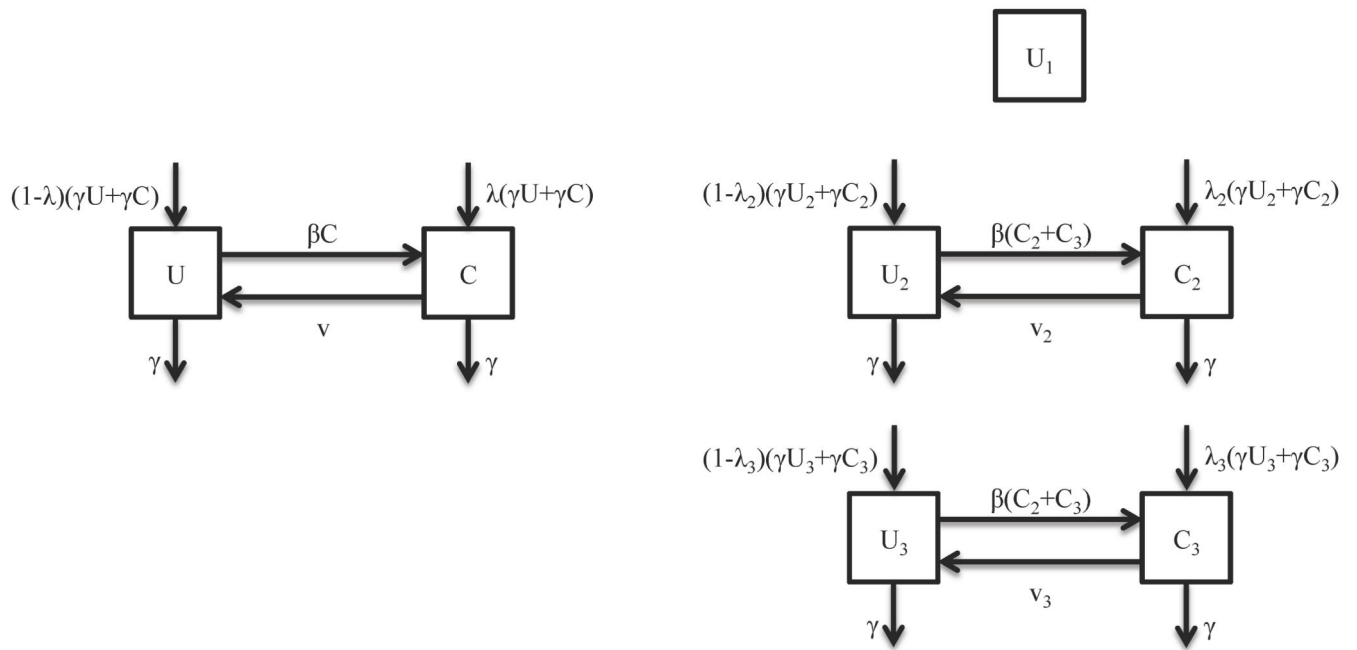 U₁
(1-λ)(γU+γC)
λ(γU+γC)
U
βC
C
v
γ
γ
(1-λ₂)(γU₂+γC₂)
λ₂(γU₂+γC₂)
U₂
β(C₂+C₃)
C₂
v₂
γ
γ
(1-λ₃)(γU₃+γC₃)
λ₃(γU₃+γC₃)
U₃
β(C₂+C₃)
C₃
v₃
γ
γ